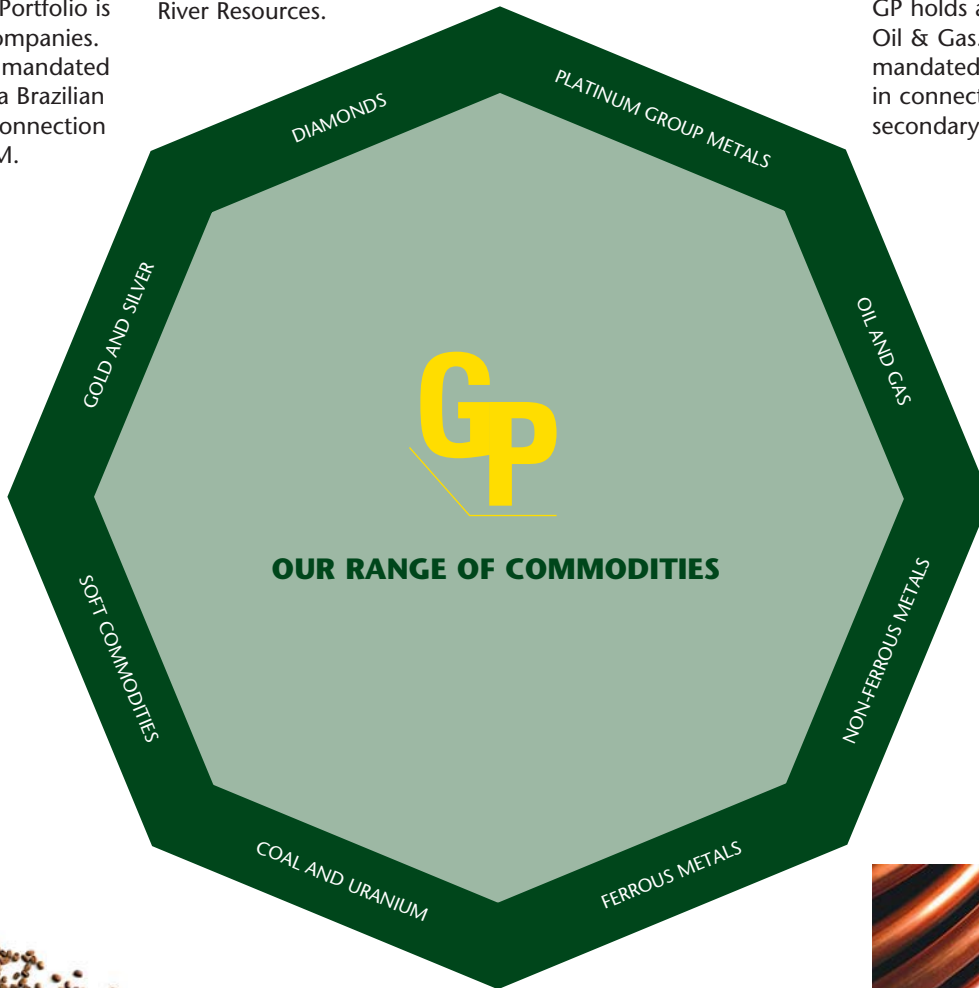 Portfolio is
ompanies.
mandated
a Brazilian
onnection
M.
River Resources.
GP holds a
Oil & Gas.
mandated
in connect
secondary
DIAMONDS
PLATINUM GROUP METALS
GOLD AND SILVER
OIL AND GAS
GP
OUR RANGE OF COMMODITIES
SOFT COMMODITIES
NON-FERROUS METALS
COAL AND URANIUM
FERROUS METALS